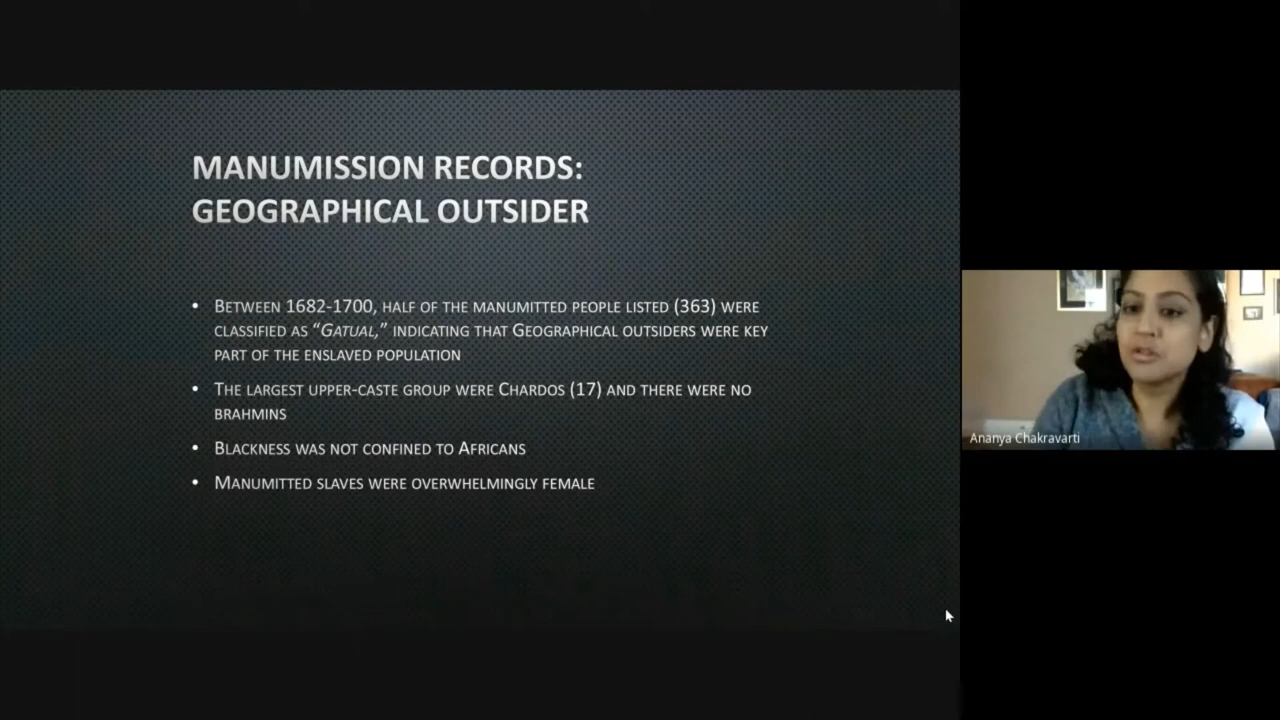 MANUMISSION RECORDS:
GEOGRAPHICAL OUTSIDER
• BETWEEN 1682-1700, HALF OF THE MANUMITTED PEOPLE LISTED (363) WERE
CLASSIFIED AS “GATUAL,” INDICATING THAT GEOGRAPHICAL OUTSIDERS WERE KEY
PART OF THE ENSLAVED POPULATION
• THE LARGEST UPPER-CASTE GROUP WERE CHARDOS (17) AND THERE WERE NO
BRAHMINS
• BLACKNESS WAS NOT CONFINED TO AFRICANS
• MANUMITTED SLAVES WERE OVERWHELMINGLY FEMALE
Ananya Chakravarti